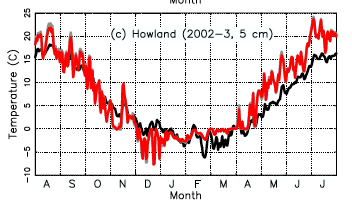 Month
25
(c) Howland (2002-3, 5 cm)
20
15
10
5
0
-5
-10
Temperature (C)
A S O N D J F M A M J J
Month